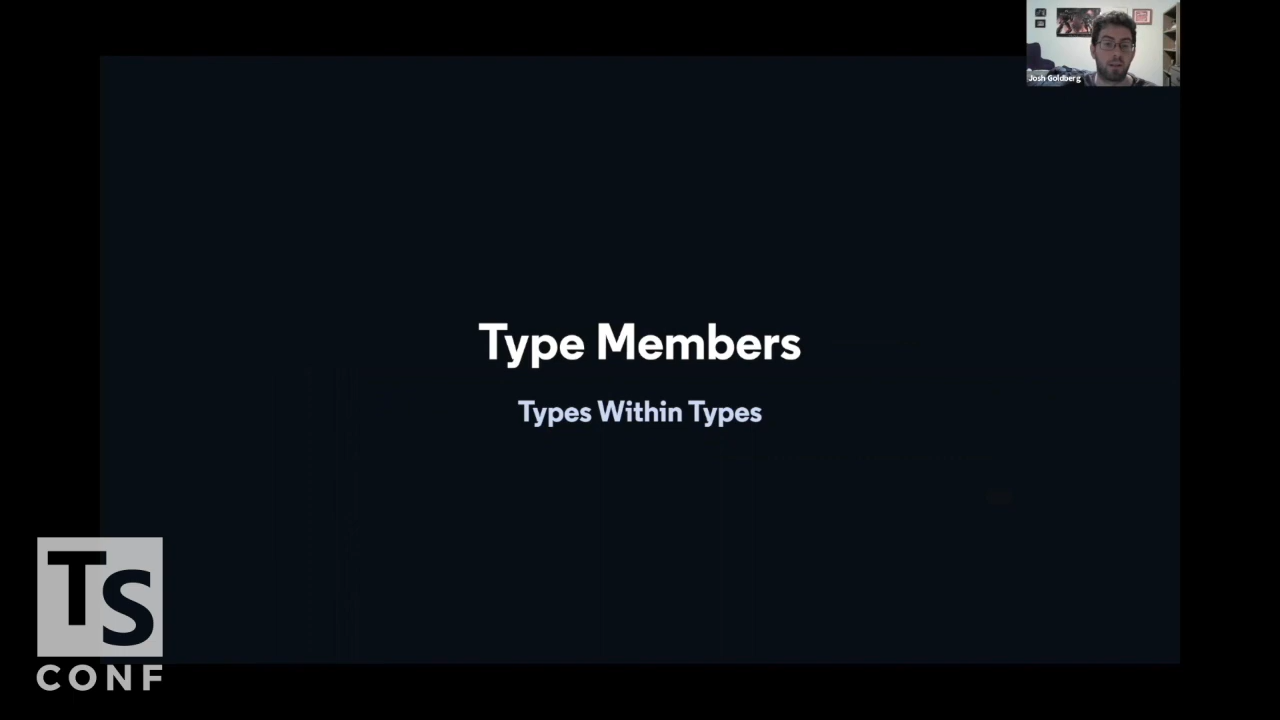 Josh Goldberg
Type Members
Types Within Types
TS
CONF